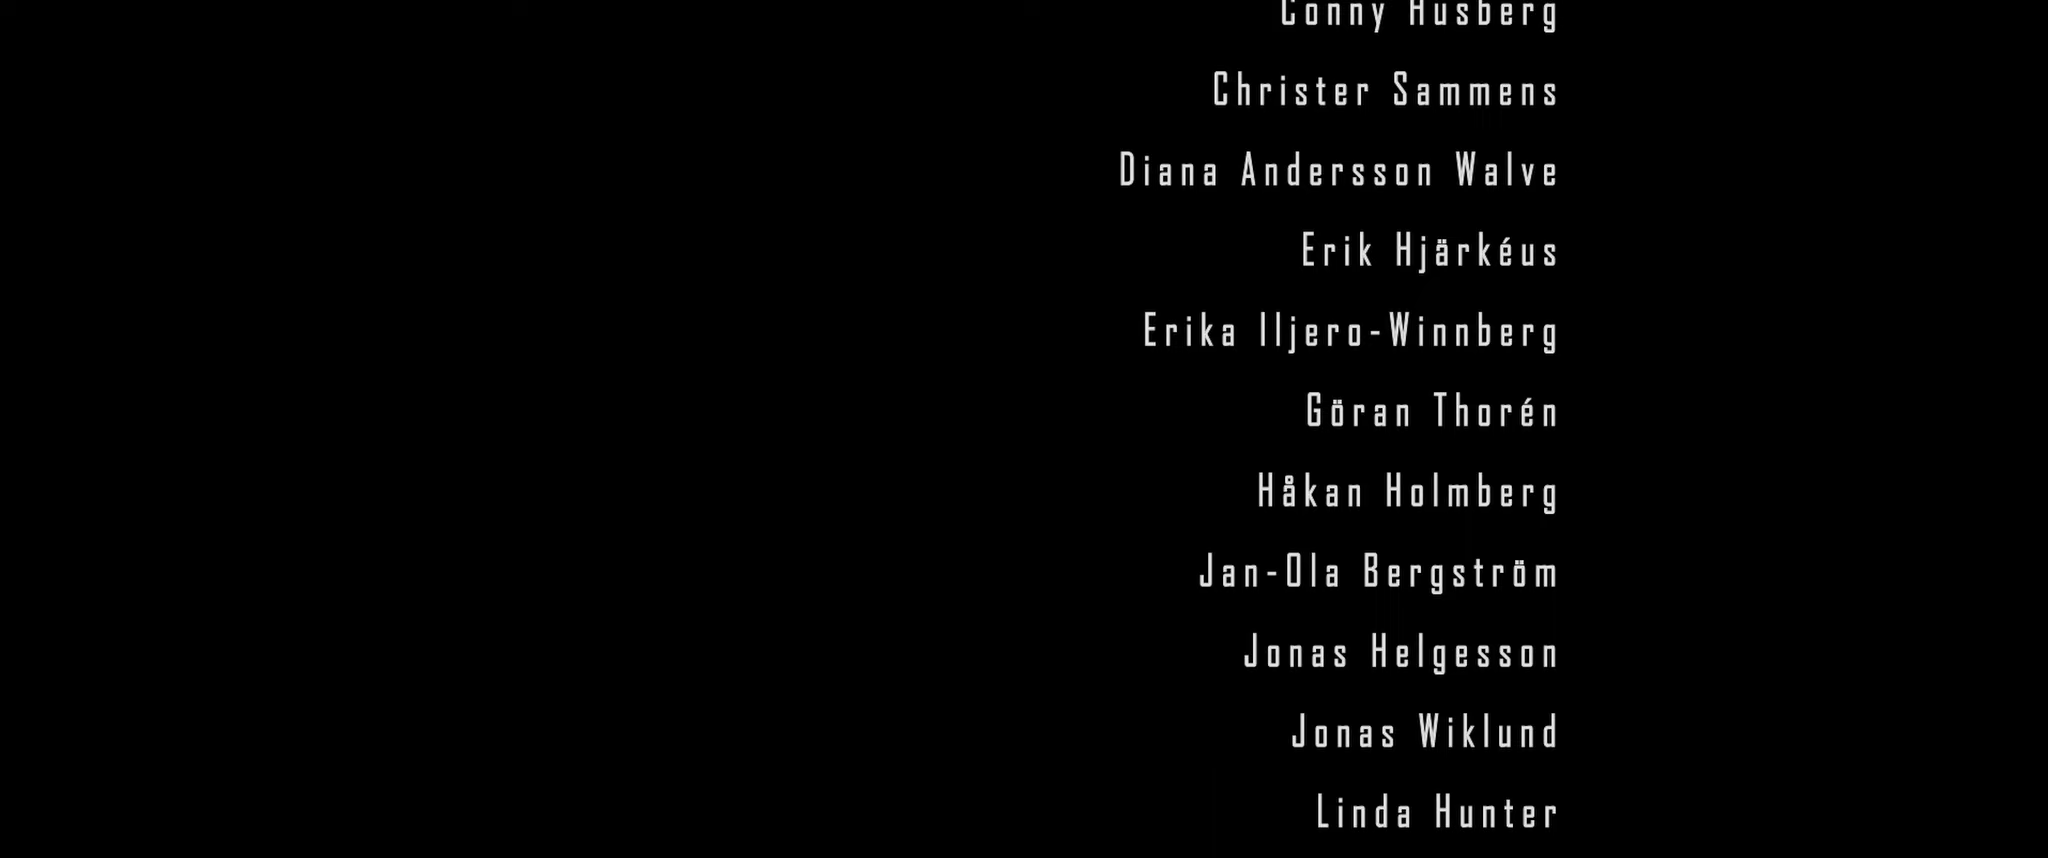 Conny Husberg
Christer Sammens
Diana Andersson Walve
Erik Hjärkéus
Erika Iljero-Winnberg
Göran Thorén
Håkan Holmberg
Jan-Ola Bergström
Jonas Helgesson
Jonas Wiklund
Linda Hunter